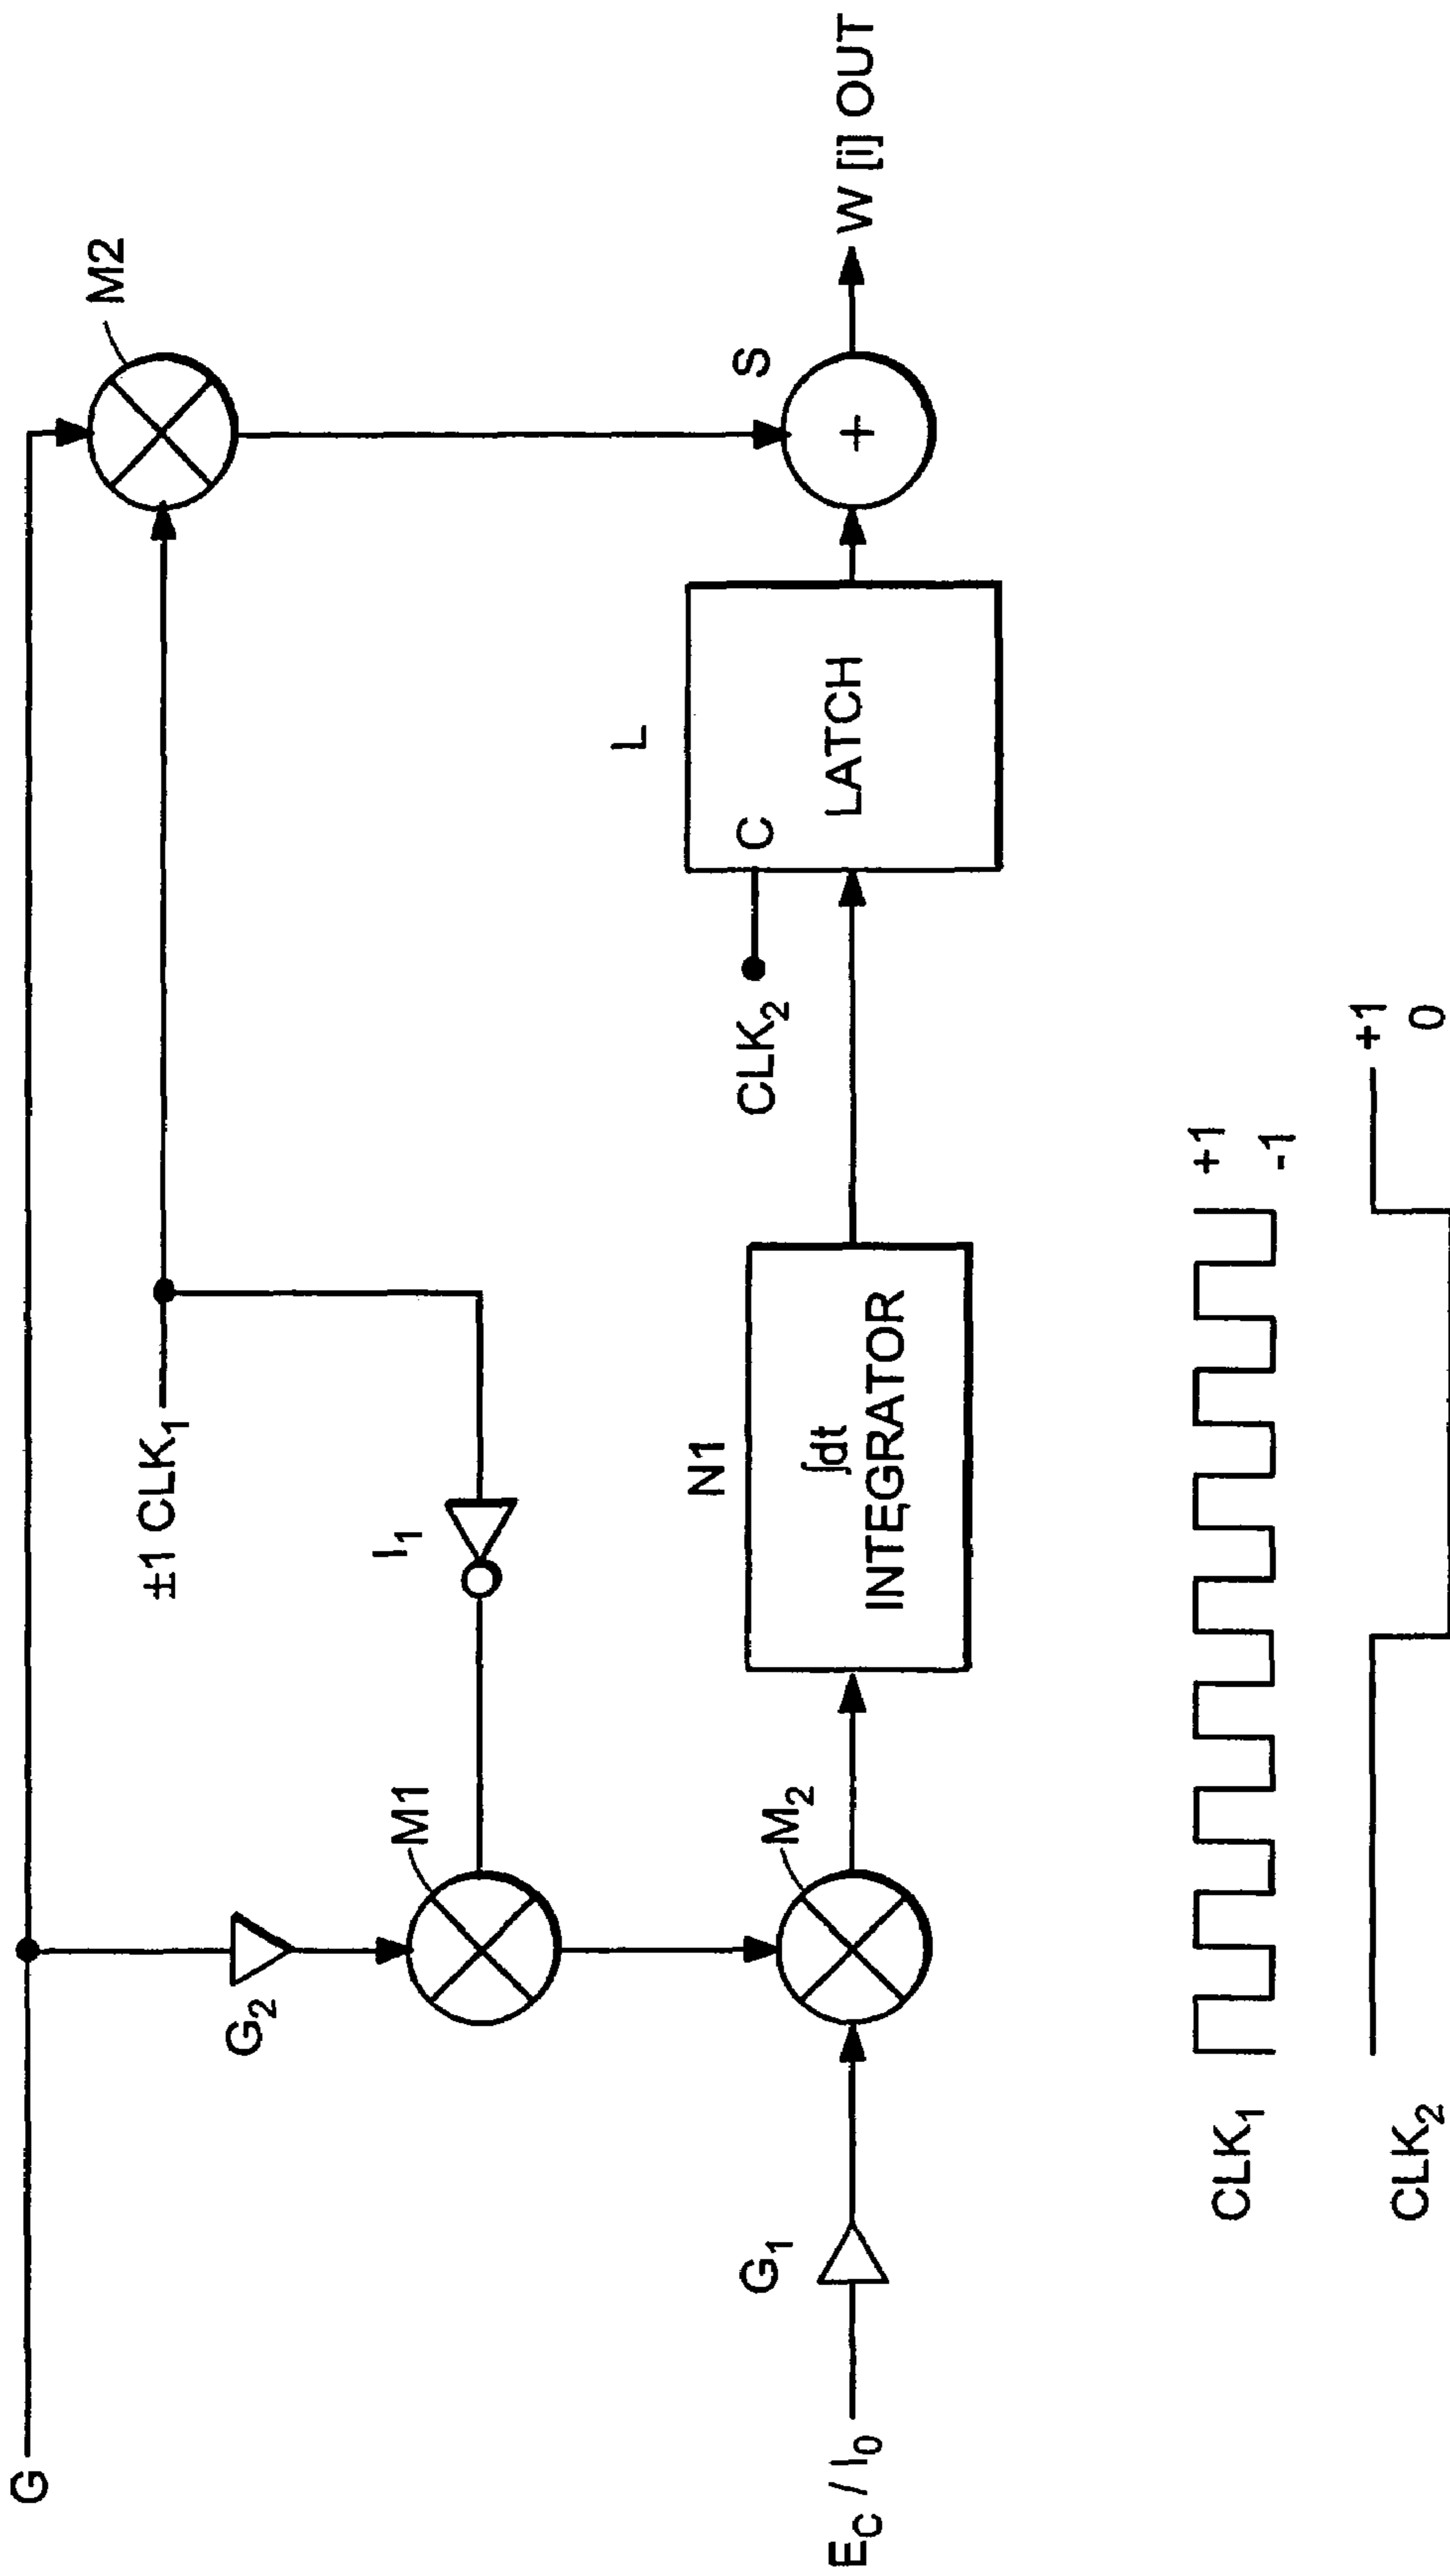 G
±1 CLK₁
M2
G₂
I₁
M1
E_C / I₀
G₁
M₂
N1
∫dt
INTEGRATOR
CLK₂
C
L
LATCH
S
+
W [i] OUT
CLK₁
+1
-1
CLK₂
+1
0